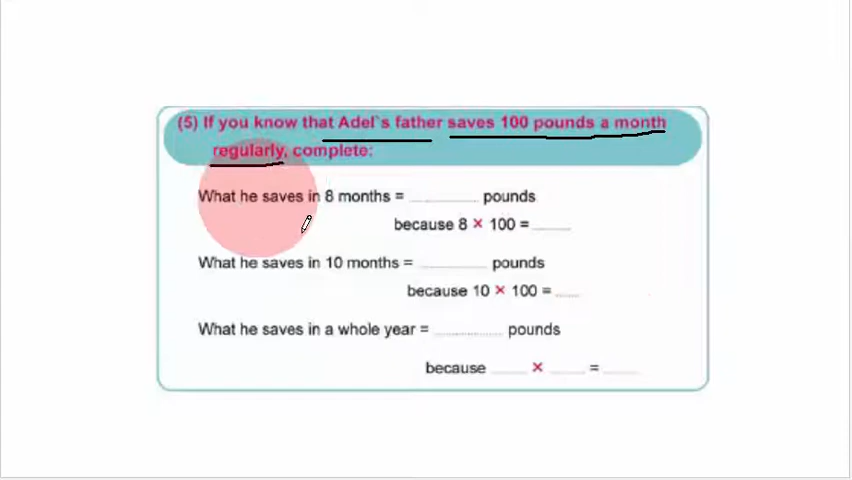 (5) If you know that Adel`s father saves 100 pounds a month
regularly, complete:
What he saves in 8 months = .................... pounds
because 8 × 100 = ...........
What he saves in 10 months = .................... pounds
because 10 × 100 = .......
What he saves in a whole year = .................... pounds
because .......... × .......... = ..........